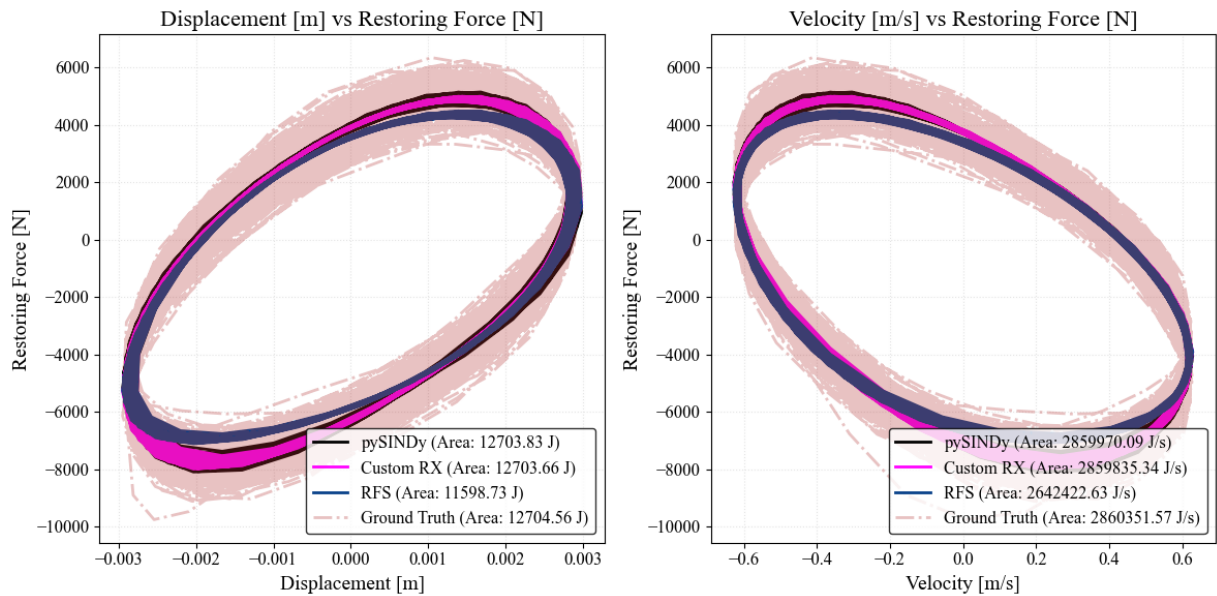 Displacement [m] vs Restoring Force [N]
Restoring Force [N]
6000
4000
2000
0
−2000
−4000
−6000
−8000
−10000
pySINDy (Area: 12703.83 J)
Custom RX (Area: 12703.66 J)
RFS (Area: 11598.73 J)
Ground Truth (Area: 12704.56 J)
−0.003 −0.002 −0.001 0.000 0.001 0.002 0.003
Displacement [m]
Velocity [m/s] vs Restoring Force [N]
Restoring Force [N]
6000
4000
2000
0
−2000
−4000
−6000
−8000
−10000
pySINDy (Area: 2859970.09 J/s)
Custom RX (Area: 2859835.34 J/s)
RFS (Area: 2642422.63 J/s)
Ground Truth (Area: 2860351.57 J/s)
−0.6 −0.4 −0.2 0.0 0.2 0.4 0.6
Velocity [m/s]